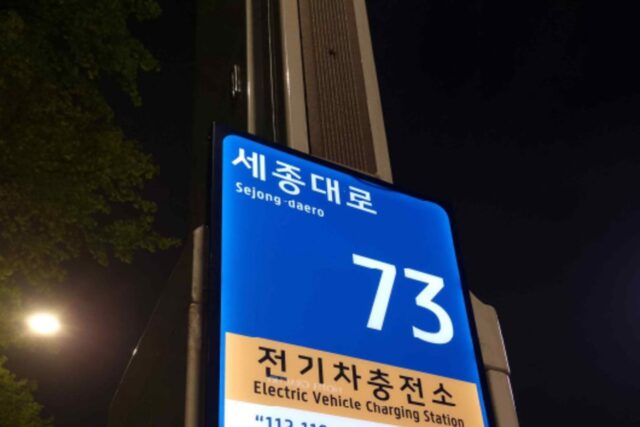 세종대로
Sejong-daero
73
전기차충전소
Electric Vehicle Charging Station